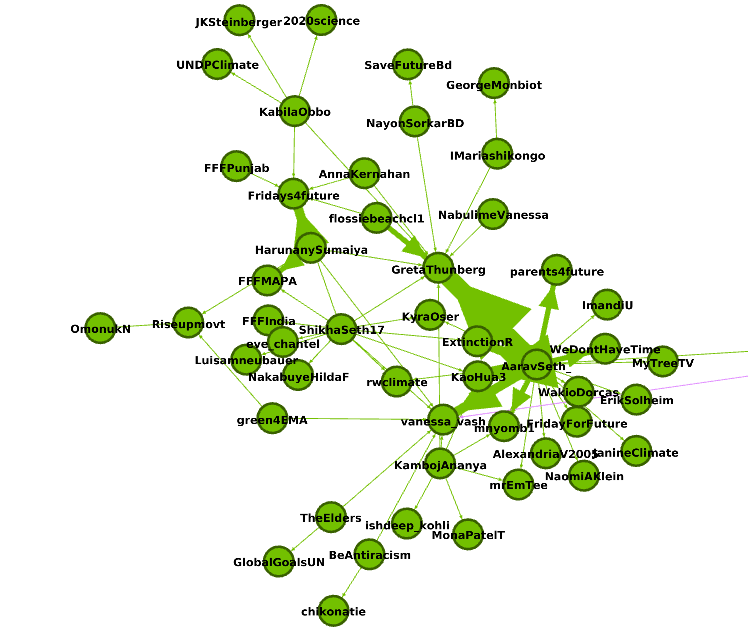 JKSteinberger
2020science
UNDPClimate
SaveFutureBd
GeorgeMonbiot
KabilaObbo
NayonSorkarBD
IMariashikongo
FFFPunjab
AnnaKernahan
Fridays4future
flossiebeachcl1
NabulimeVanessa
HarunanySumaiya
GretaThunberg
parents4future
FFFMAPA
ImandiU
OmonukN
Riseupmovt
FFFIndia
ShikhaSeth17
KyraOser
eye_chantel
ExtinctionR
WeDontHaveTime
Luisamneubauer
AaravSeth_
MyTreeTV
NakabuyeHildaF
rwclimate
KaoHua3
WakioDorcas
ErikSolheim
green4EMA
vanessa_vash
mnyomb1
FridayForFuture
AlexandriaV2005
JanineClimate
KambojAnanya
mrEmTee
NaomiAKlein
TheElders
ishdeep_kohli
MonaPatelT
GlobalGoalsUN
BeAntiracism
chikonatie